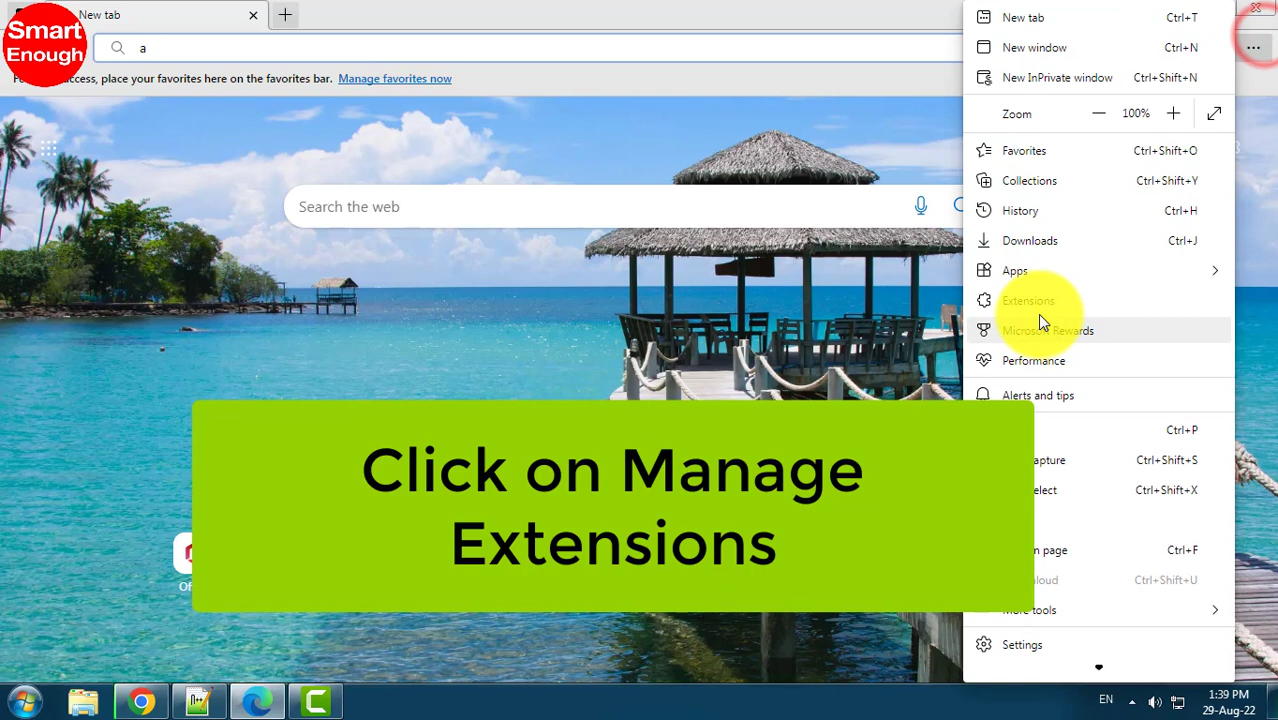 New tab
Smart
Enough
a
access, place your favorites here on the favorites bar. Manage favorites now
Search the web
New tab Ctrl+T
New window Ctrl+N
New InPrivate window Ctrl+Shift+N
Zoom 100%
Favorites Ctrl+Shift+O
Collections Ctrl+Shift+Y
History Ctrl+H
Downloads Ctrl+J
Apps
Extensions
Microsoft Rewards
Performance
Alerts and tips
Ctrl+P
Ctrl+Shift+S
Ctrl+Shift+X
page Ctrl+F
Ctrl+Shift+U
More tools
Settings
Click on Manage
Extensions
EN
1:39 PM
29-Aug-22